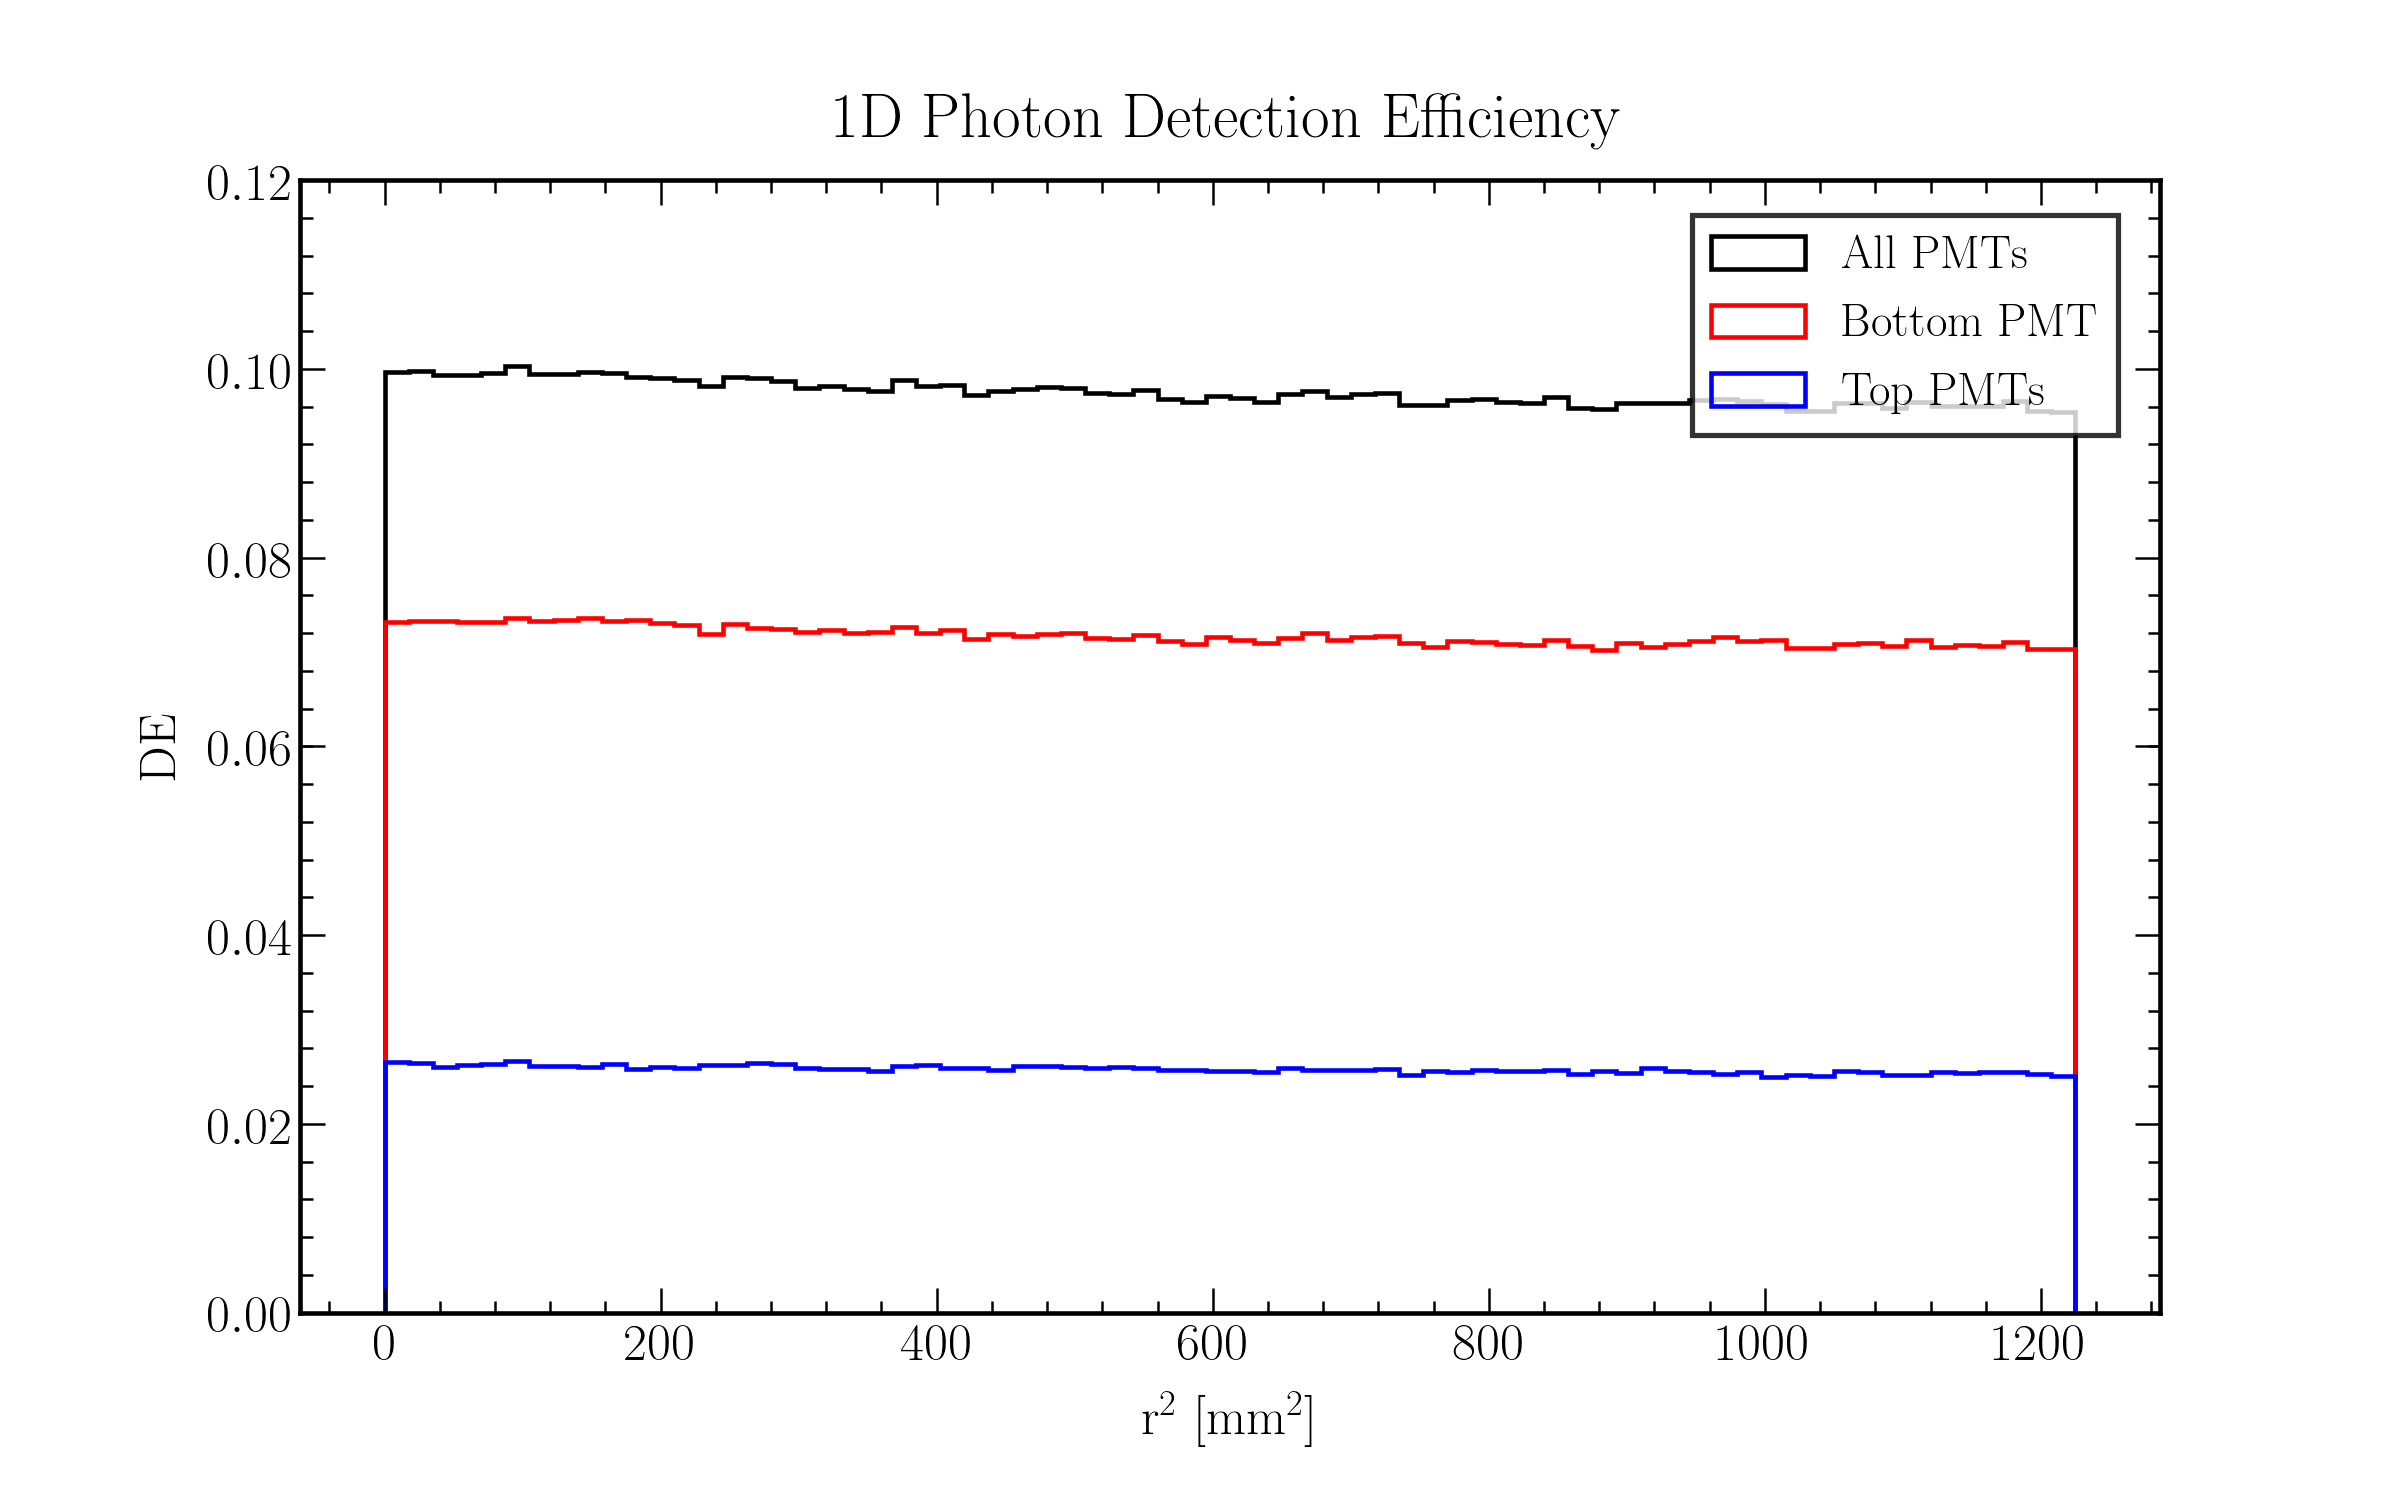 1D Photon Detection Efficiency
0.12
0.10
0.08
0.06
0.04
0.02
0.00
DE
All PMTs
Bottom PMT
Top PMTs
0 200 400 600 800 1000 1200
r² [mm²]